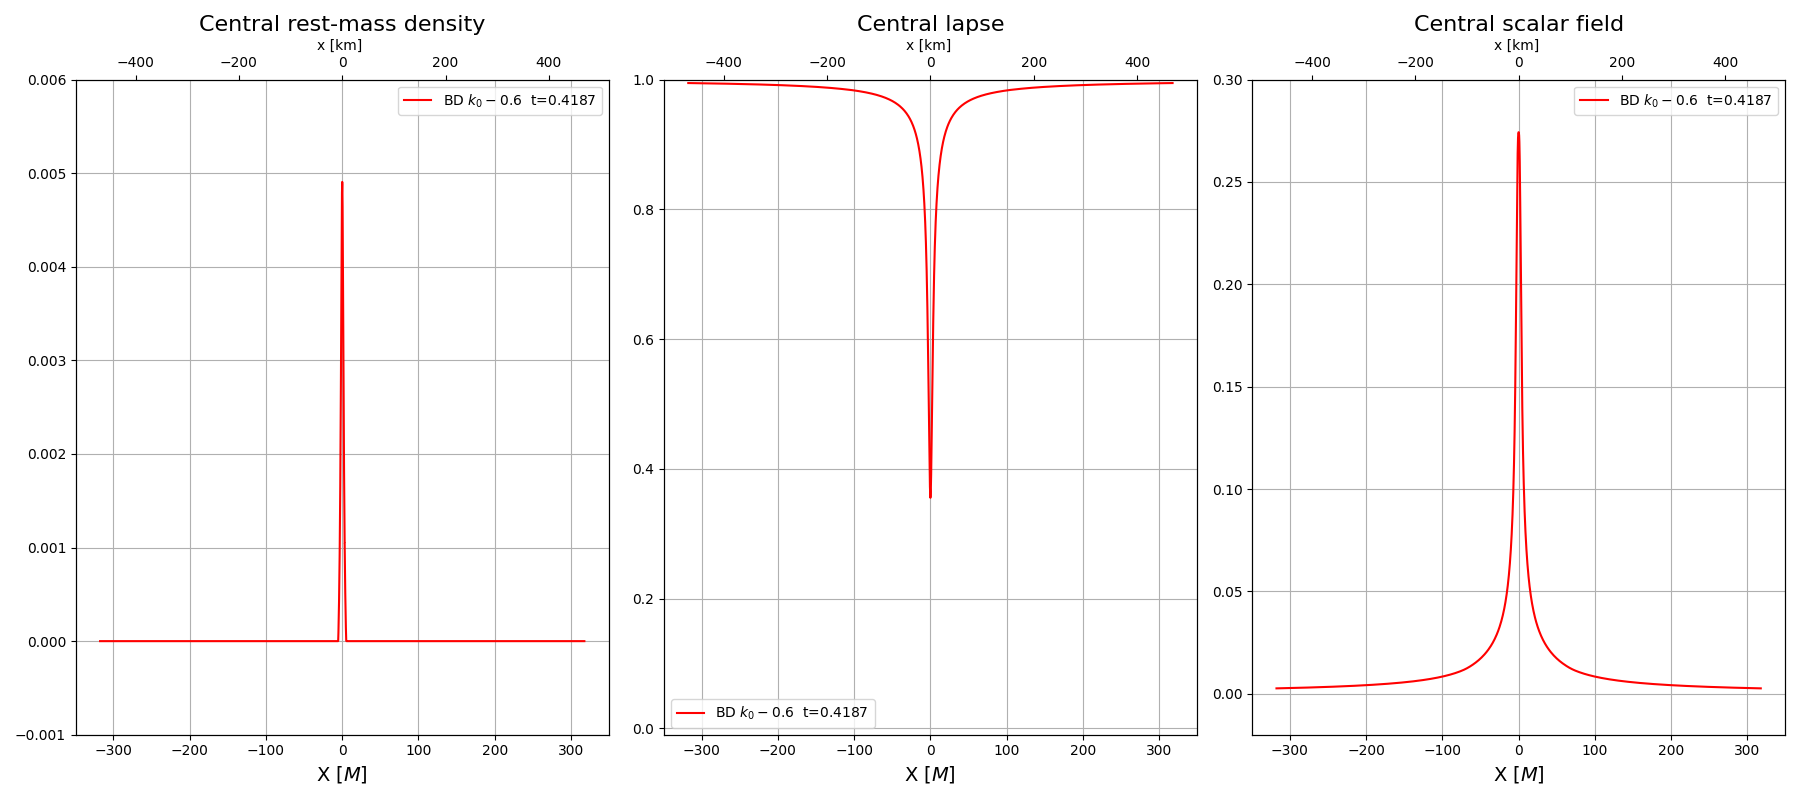 Central rest-mass density
x [km]
−400 −200 0 200 400
0.006
0.005
0.004
0.003
0.002
0.001
0.000
−0.001
BD k₀ − 0.6 t=0.4187
−300 −200 −100 0 100 200 300
X [M]
Central lapse
x [km]
−400 −200 0 200 400
1.0
0.8
0.6
0.4
0.2
0.0
BD k₀ − 0.6 t=0.4187
−300 −200 −100 0 100 200 300
X [M]
Central scalar field
x [km]
−400 −200 0 200 400
0.30
0.25
0.20
0.15
0.10
0.05
0.00
BD k₀ − 0.6 t=0.4187
−300 −200 −100 0 100 200 300
X [M]